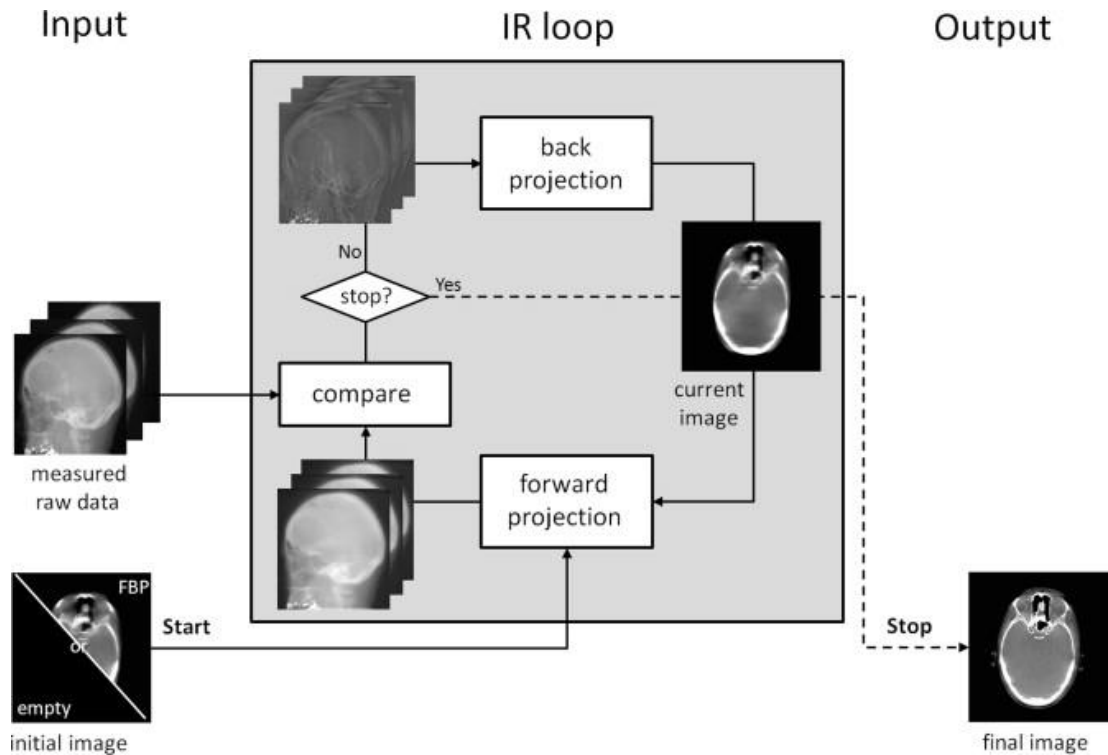 Input
IR loop
Output
back
projection
No
stop?
Yes
compare
current
image
measured
raw data
forward
projection
FBP
or
empty
Start
initial image
Stop
final image